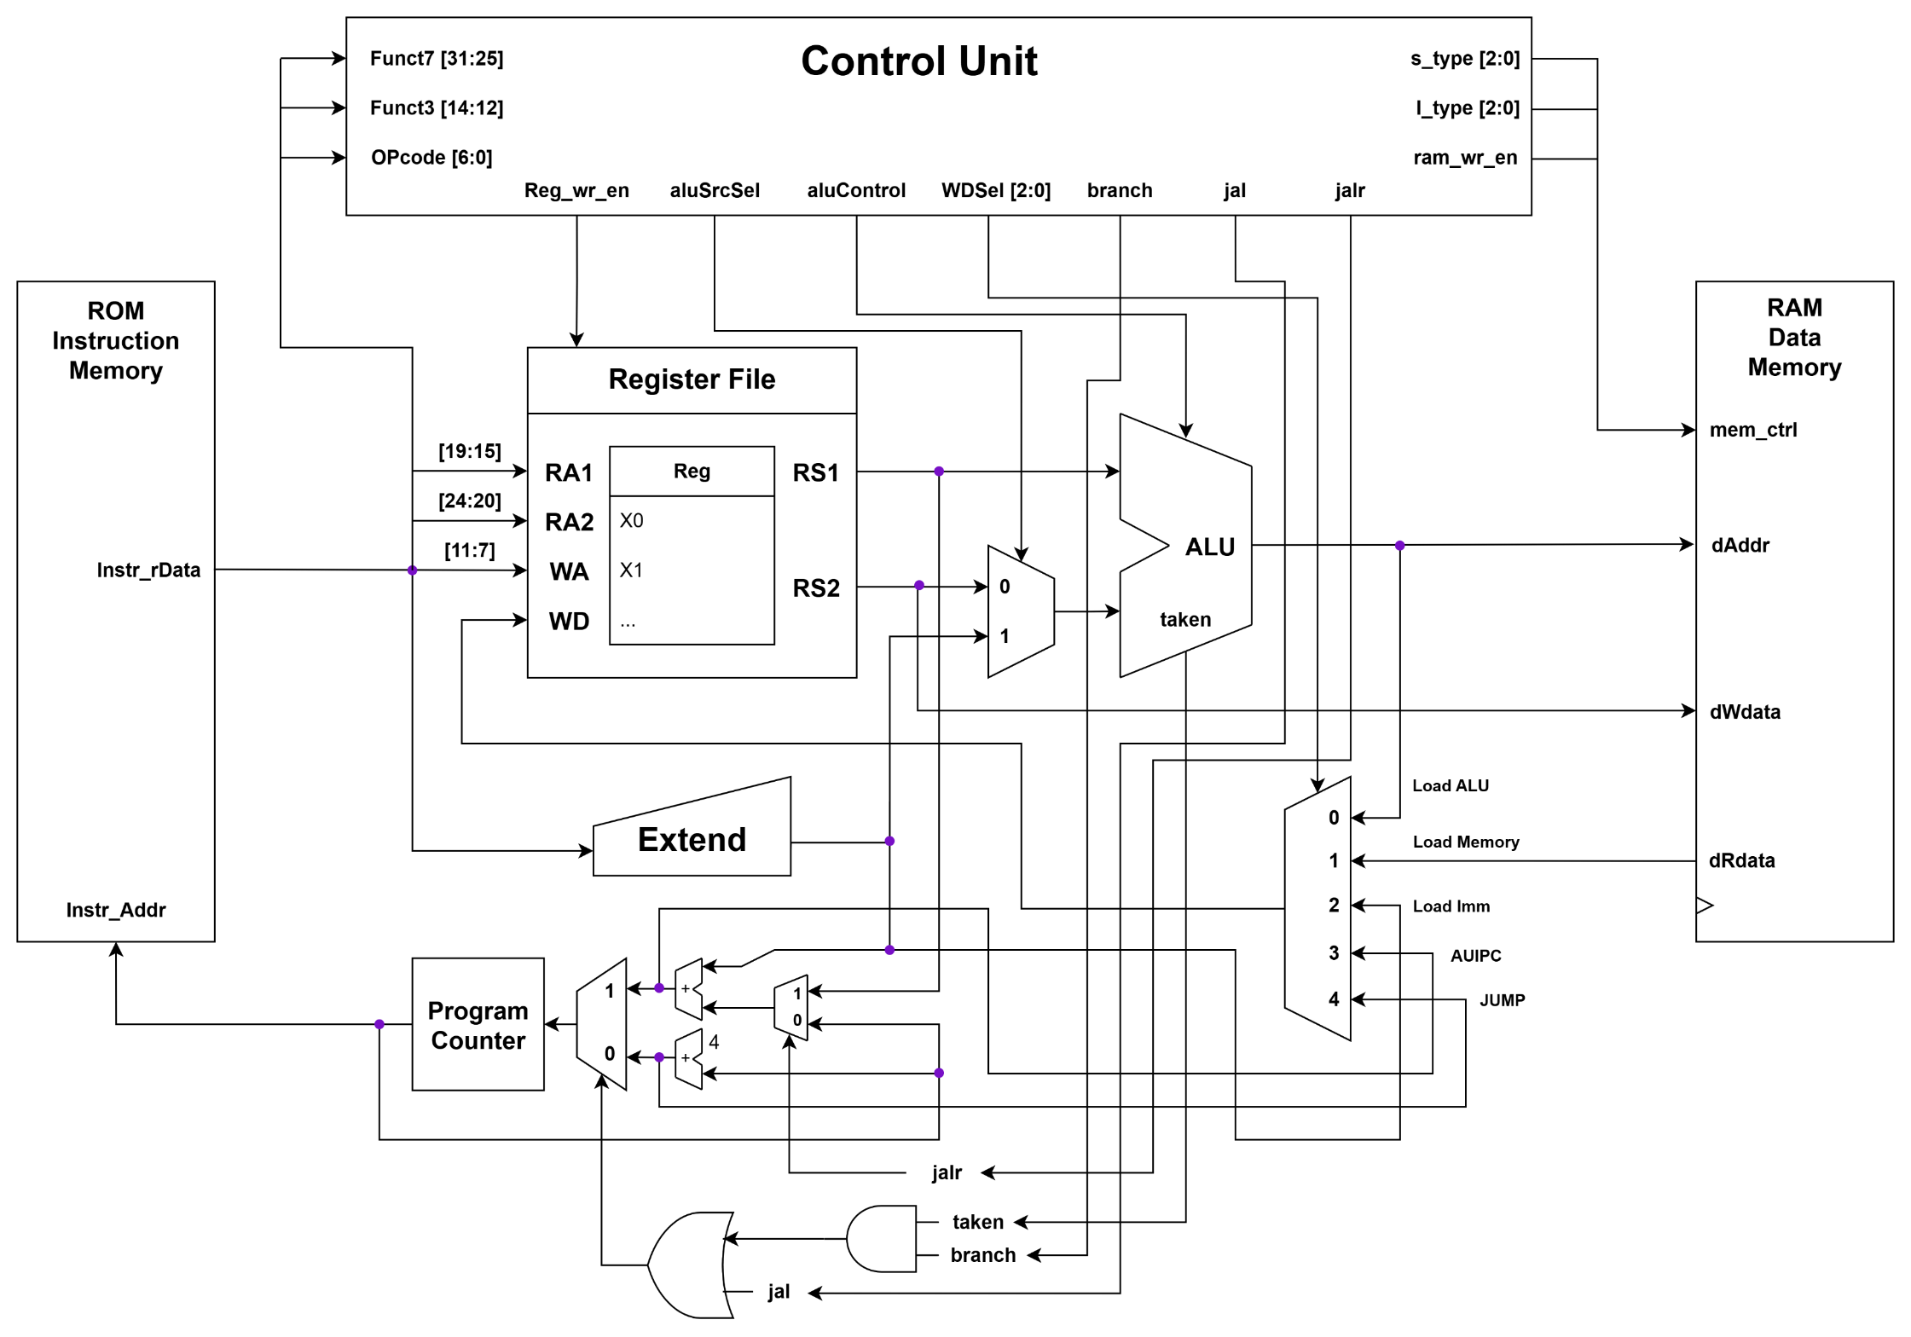 Control Unit
Funct7 [31:25]
Funct3 [14:12]
OPcode [6:0]
s_type [2:0]
I_type [2:0]
ram_wr_en
Reg_wr_en
aluSrcSel
aluControl
WDSel [2:0]
branch
jal
jalr
ROM
Instruction
Memory
Instr_rData
Instr_Addr
[19:15]
[24:20]
[11:7]
Register File
RA1
RA2
WA
WD
Reg
X0
X1
...
RS1
RS2
0
1
ALU
taken
RAM
Data
Memory
mem_ctrl
dAddr
dWdata
dRdata
Extend
Load ALU
Load Memory
Load Imm
AUIPC
JUMP
0
1
2
3
4
Program
Counter
1
0
+
+
4
1
0
jalr
taken
branch
jal